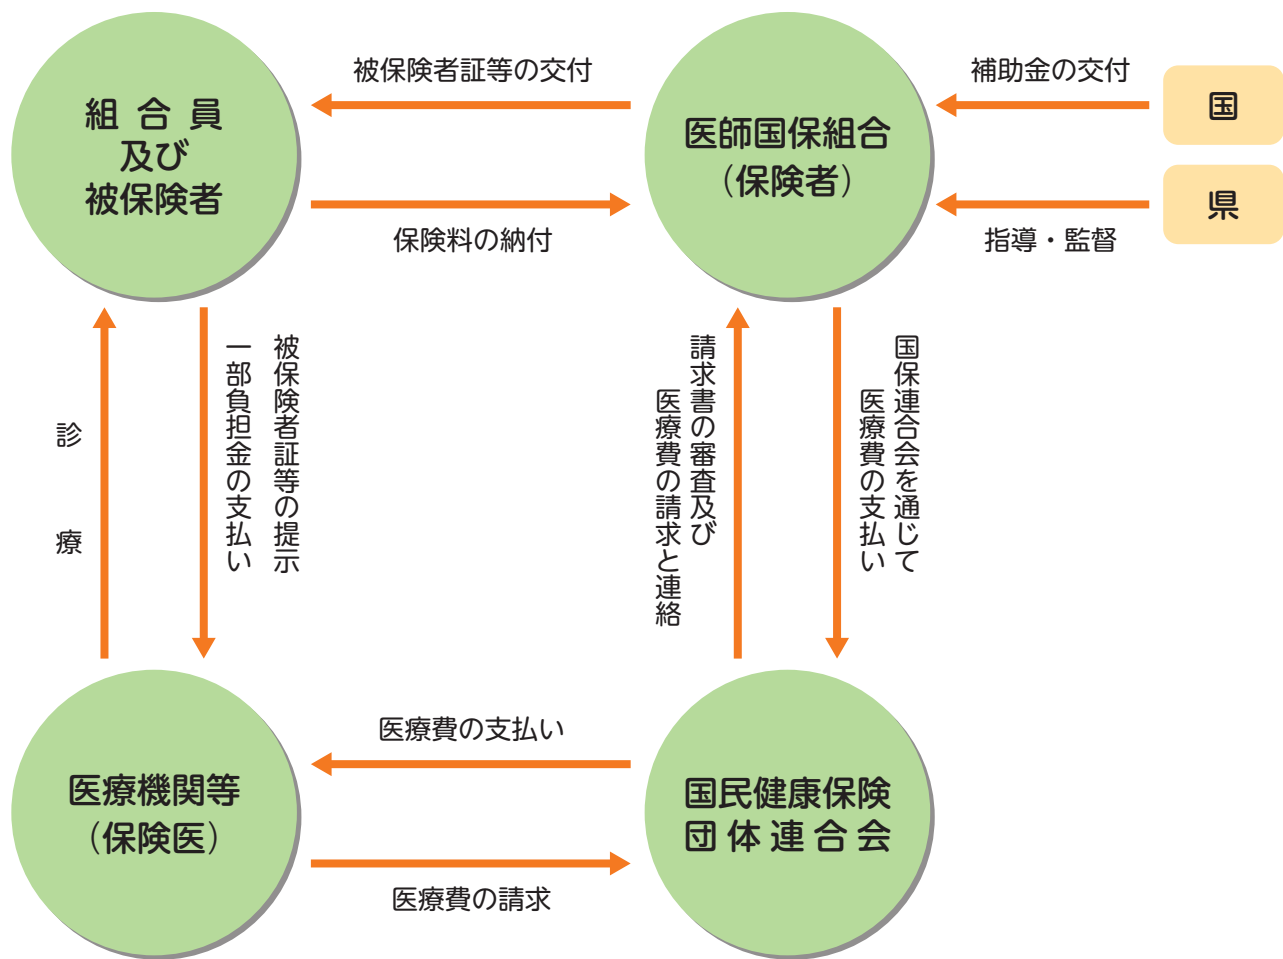 組合員
及び
被保険者
被保険者証等の交付
保険料の納付
医師国保組合
（保険者）
補助金の交付
国
県
指導・監督
診療
被保険者証等の提示
一部負担金の支払い
請求書の審査及び
医療費の請求と連絡
国保連合会を通じて
医療費の支払い
医療機関等
（保険医）
医療費の支払い
医療費の請求
国民健康保険
団体連合会